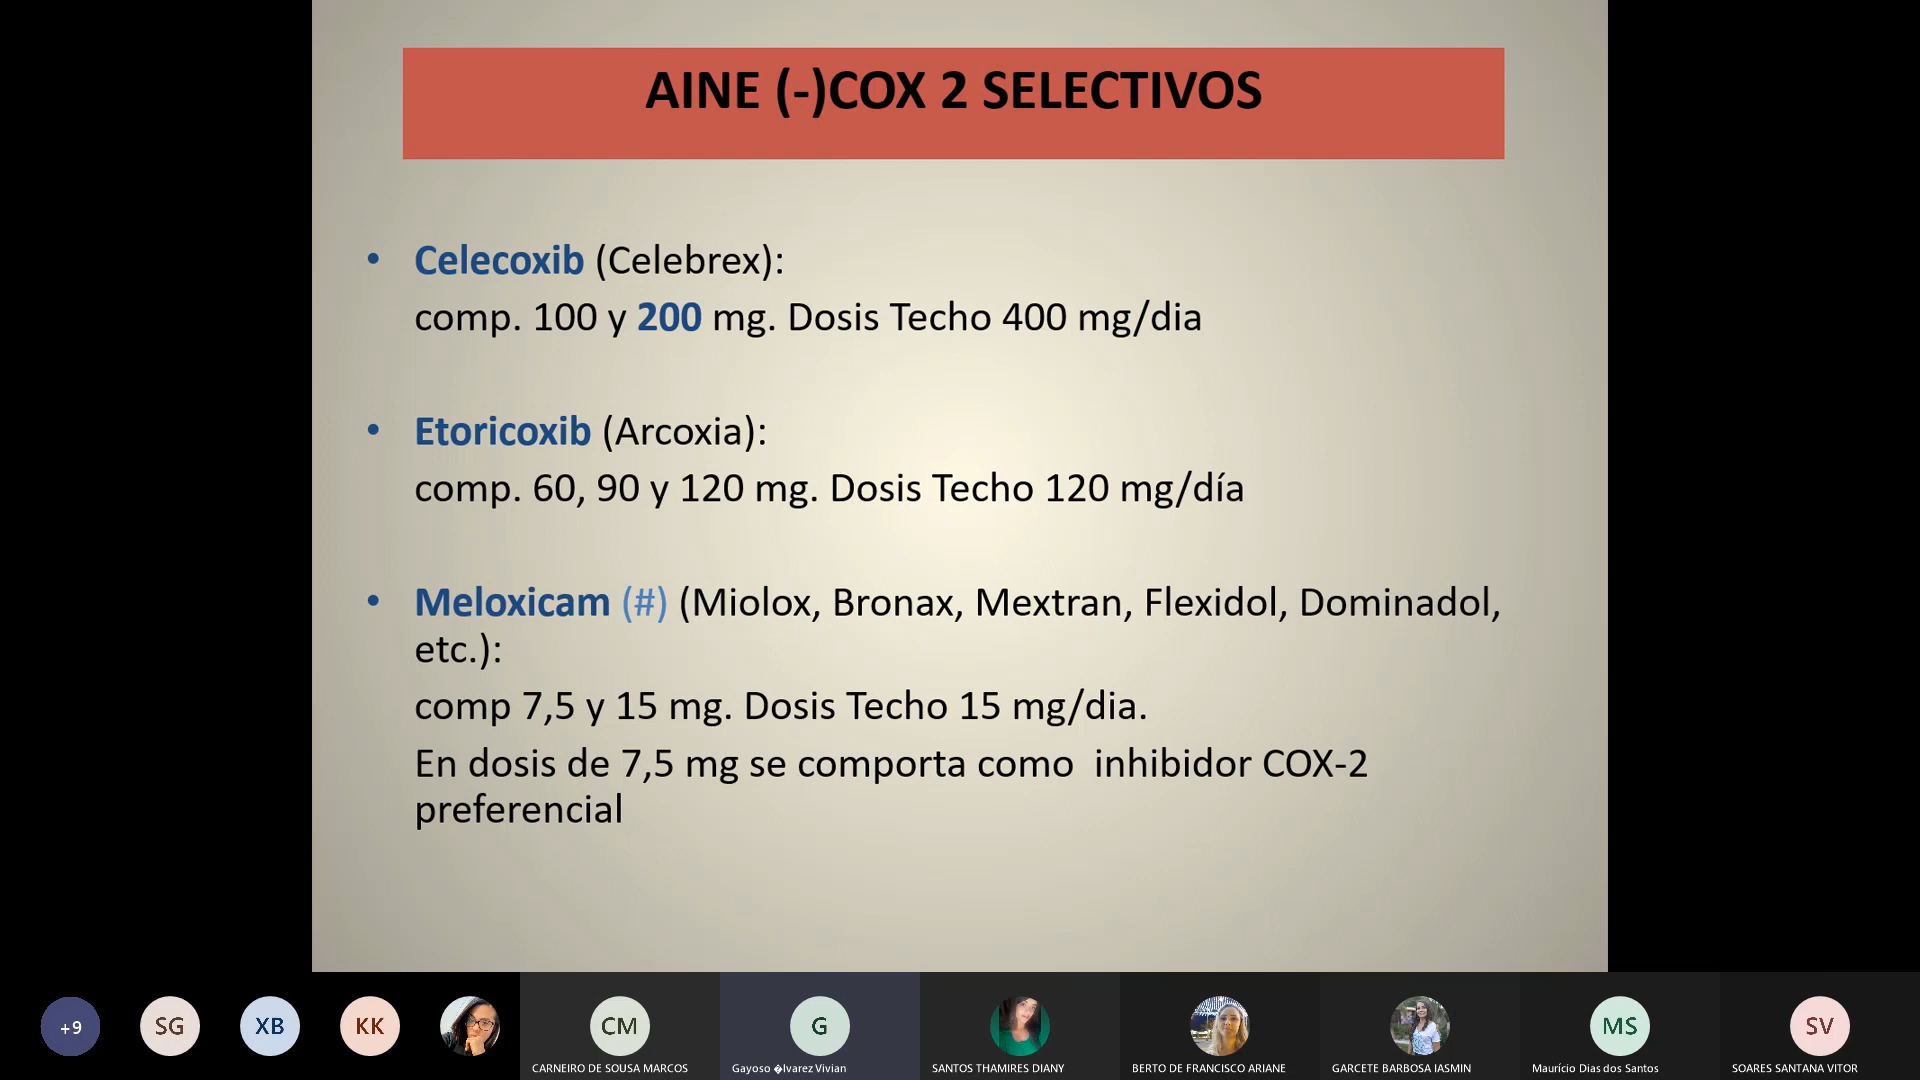 AINE (-)COX 2 SELECTIVOS
• Celecoxib (Celebrex):
comp. 100 y 200 mg. Dosis Techo 400 mg/dia
• Etoricoxib (Arcoxia):
comp. 60, 90 y 120 mg. Dosis Techo 120 mg/día
• Meloxicam (#) (Miolox, Bronax, Mextran, Flexidol, Dominadol,
etc.):
comp 7,5 y 15 mg. Dosis Techo 15 mg/dia.
En dosis de 7,5 mg se comporta como  inhibidor COX-2
preferencial
+9 SG XB KK CM G MS SV
CARNEIRO DE SOUSA MARCOS Gayoso �lvarez Vivian SANTOS THAMIRES DIANY BERTO DE FRANCISCO ARIANE GARCETE BARBOSA IASMIN Maurício Dias dos Santos SOARES SANTANA VITOR